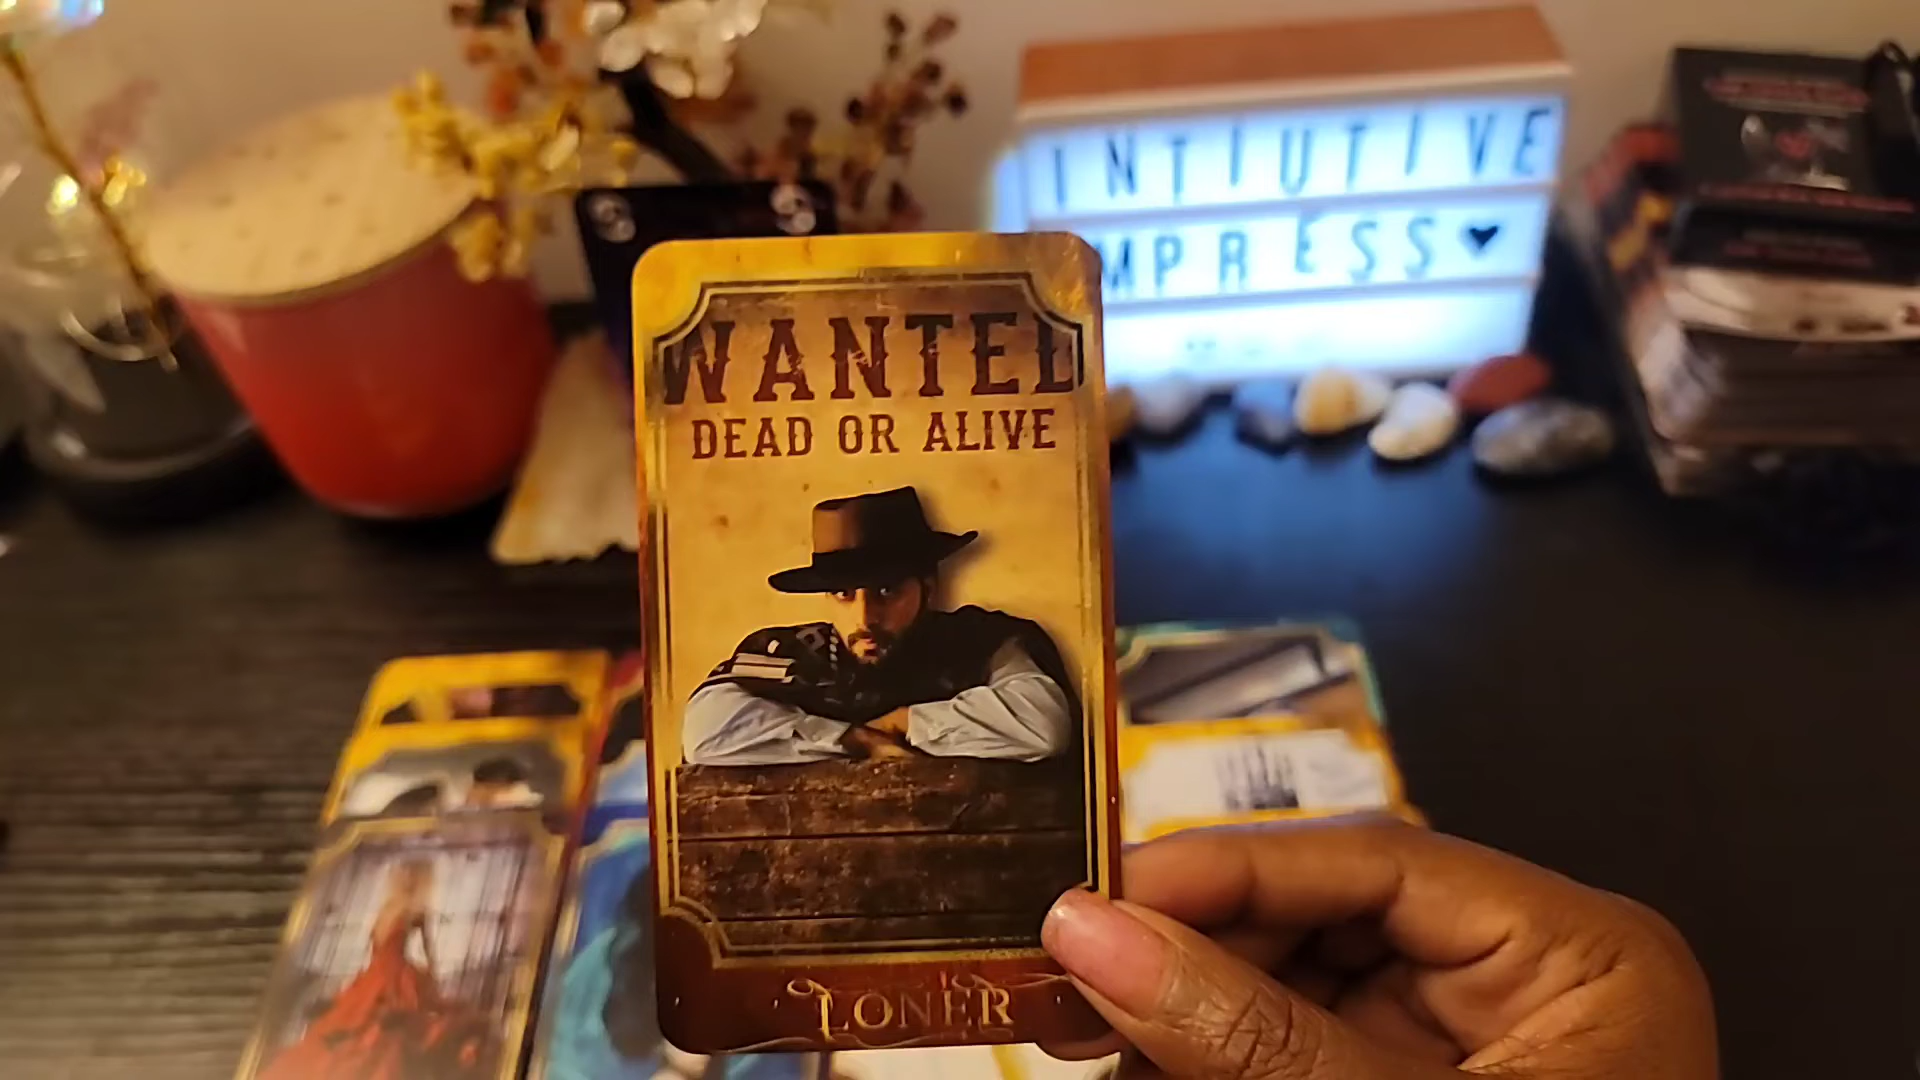 INTIUTIVE
MPRESS♥
WANTED
DEAD OR ALIVE
LONER